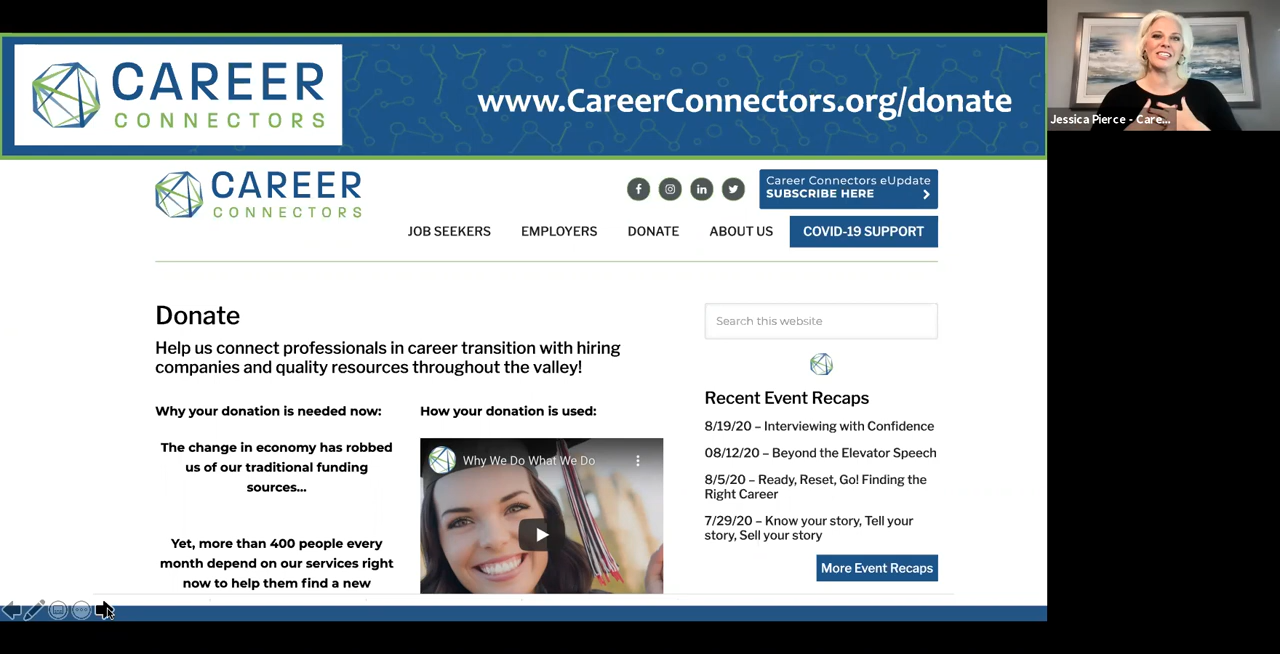 CAREER
CONNECTORS
www.CareerConnectors.org/donate
Jessica Pierce - Care...
CAREER
CONNECTORS
Career Connectors eUpdate
SUBSCRIBE HERE
JOB SEEKERS
EMPLOYERS
DONATE
ABOUT US
COVID-19 SUPPORT
Donate
Help us connect professionals in career transition with hiring
companies and quality resources throughout the valley!
Why your donation is needed now:
The change in economy has robbed
us of our traditional funding
sources...
Yet, more than 400 people every
month depend on our services right
now to help them find a new
How your donation is used:
Why We Do What We Do
Search this website
Recent Event Recaps
8/19/20 – Interviewing with Confidence
08/12/20 – Beyond the Elevator Speech
8/5/20 – Ready, Reset, Go! Finding the
Right Career
7/29/20 – Know your story, Tell your
story, Sell your story
More Event Recaps